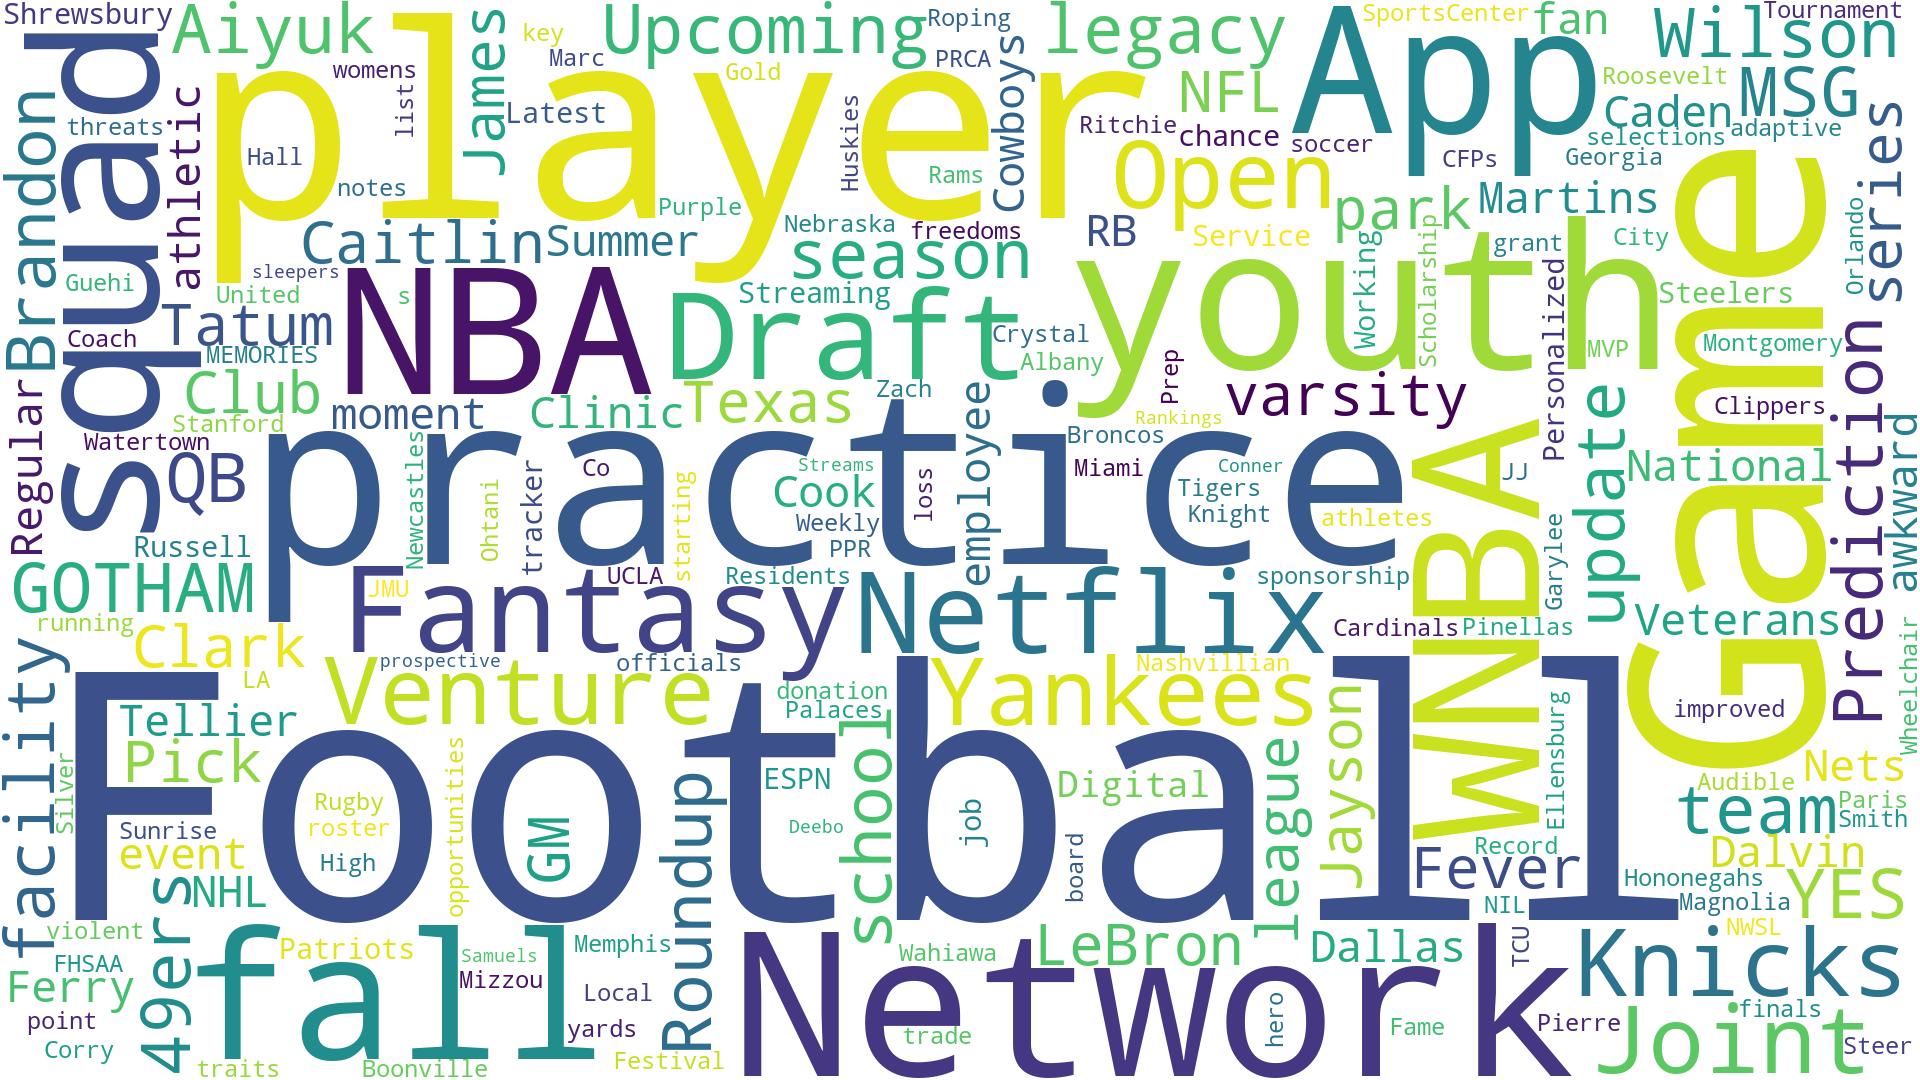 Shrewsbury
Aiyuk
James
key
Upcoming
Roping
legacy
App
SportsCenter
fan
Wilson
Tournament
squad
player
womens
list
Marc
Latest
Gold
PRCA
Cowboys
NFL
Roosevelt
Caden
MSG
Brandon
threats
athletic
Hall
notes
Huskies
Rams
Ritchie
chance
soccer
Open
CFPs
selections
adaptive
Georgia
series
Purple
Nebraska
freedoms
RB
Service
park
Martins
grant
City
Orlando
Game
Caitlin
Summer
season
Streaming
youth
Working
Scholarship
Personalized
Steelers
Guehi
sleepers
United
s
NBA
Draft
Coach
Tatum
MEMORIES
Crystal
Albany
Prep
MVP
Montgomery
Prediction
Regular
Club
Stanford
moment
Clinic
Texas
Zach
varsity
Rankings
Clippers
awkward
Watertown
QB
practice
Newcastles
Ohtani
tracker
Co
starting
Streams
Cook
Weekly
PPR
loss
employee
Broncos
Miami
Conner
Tigers
Knight
athletes
WNBA
JJ
update
National
Russell
GOTHAM
running
Fantasy
JMU
UCLA
Residents
Netflix
sponsorship
Cardinals
Pinellas
Garylee
Veterans
Wheelchair
facility
Clark
LA
prospective
officials
Venture
donation
Palaces
Yankees
Nashvillian
Jayson
Ellensburg
improved
Football
Tellier
Pick
Silver
Sunrise
event
Rugby
roster
High
opportunities
GM
Roundup
ESPN
Deebo
school
job
board
Digital
league
Record
Fever
Audible
Nets
team
Paris
Smith
Dalvin
Hononegahs
Magnolia
YES
NIL
NWSL
49ers
NHL
violent
FHSAA
Ferry
point
Corry
fall
Patriots
Samuels
Mizzou
Memphis
Local
yards
traits
Boonville
Festival
Network
Wahiawa
trade
LeBron
hero
Dallas
Fame
TCU
Pierre
Knicks
finals
Joint
Steer